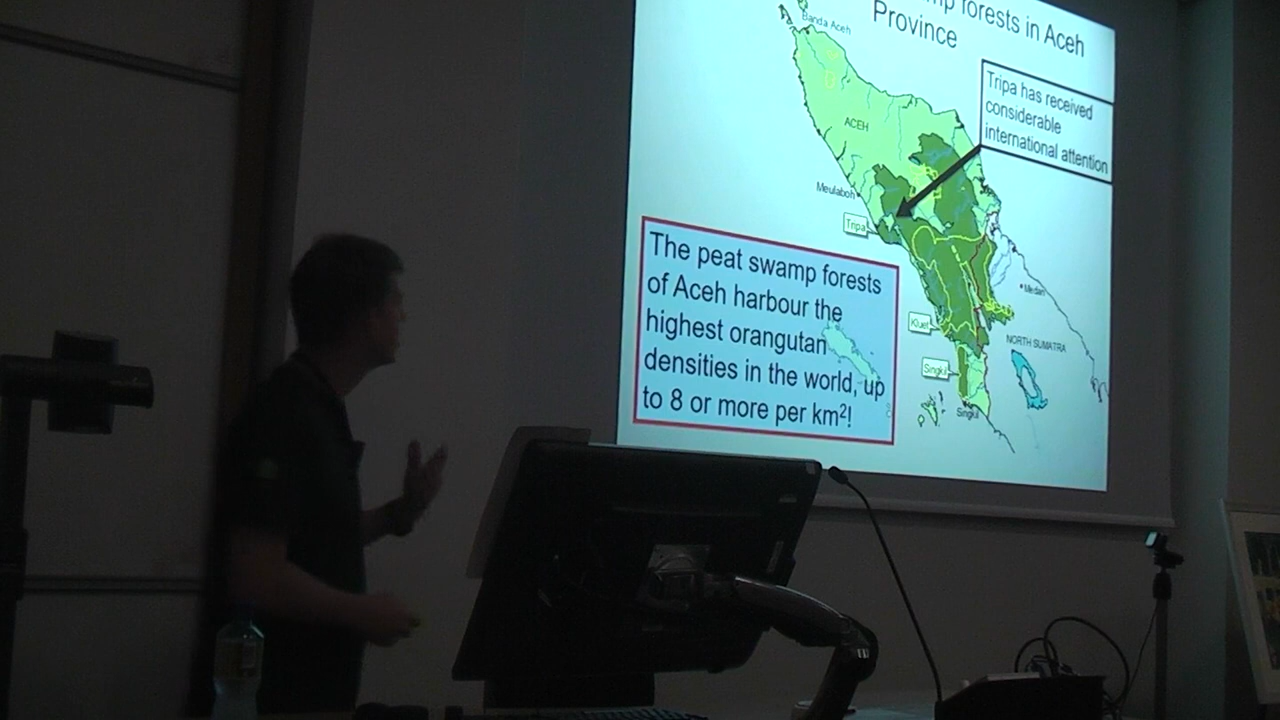 forests in Aceh
Province
Banda Aceh
Tripa has received
considerable
international attention
ACEH
Meulaboh
Tripa
The peat swamp forests
of Aceh harbour the
highest orangutan
densities in the world, up
to 8 or more per km²!
Medan
Kluet
NORTH SUMATRA
Singkil
Singkil